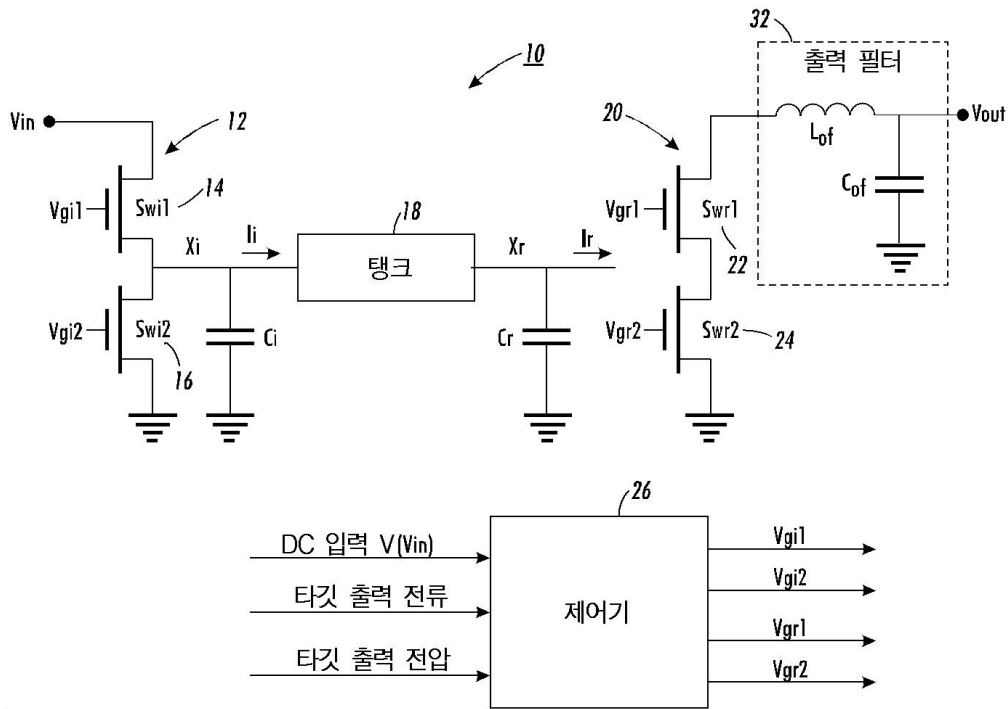 32
출력 필터
10
Vin
12
20
Lof
Vout
Cof
Vgi1
Swi1
14
18
Vgr1
Swr1
22
Xi
Ii
탱크
Xr
Ir
Vgi2
Swi2
16
Ci
Cr
Vgr2
Swr2
24
26
DC 입력 V(Vin)
타깃 출력 전류
타깃 출력 전압
제어기
Vgi1
Vgi2
Vgr1
Vgr2